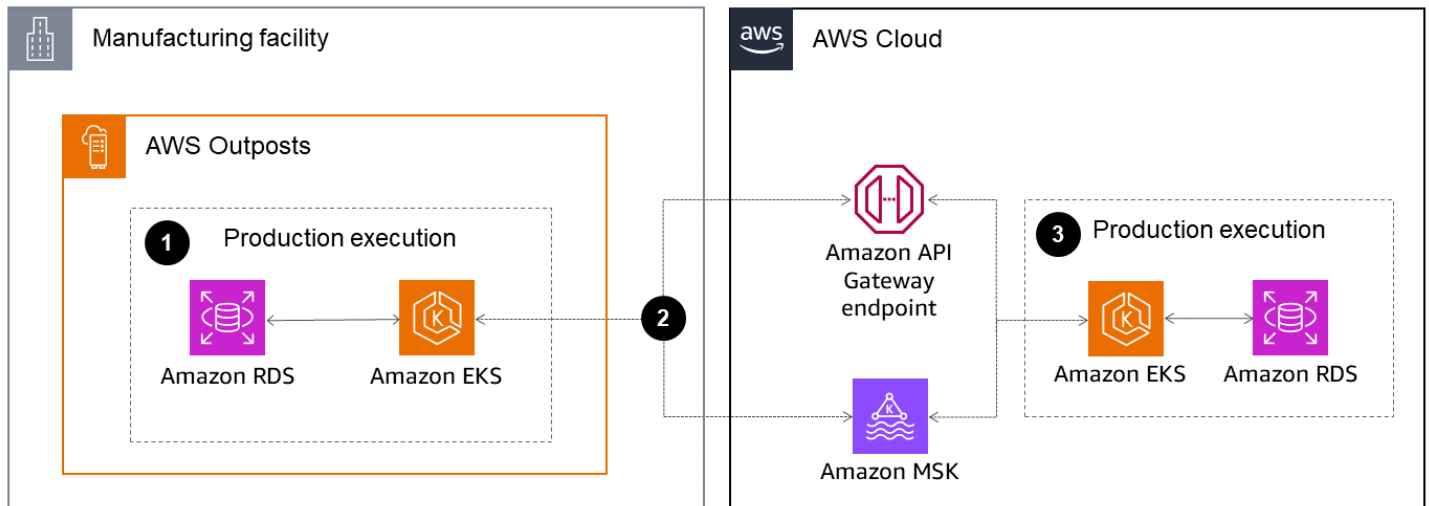 Manufacturing facility
AWS Outposts
1
Production execution
Amazon RDS
Amazon EKS
K
2
aws
AWS Cloud
Amazon API
Gateway
endpoint
K
Amazon MSK
3
Production execution
K
Amazon EKS
Amazon RDS